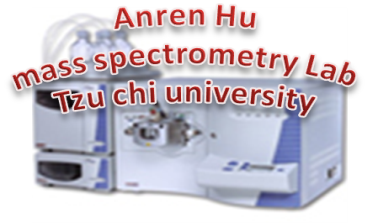 Anren Hu
mass spectrometry Lab
Tzu chi university